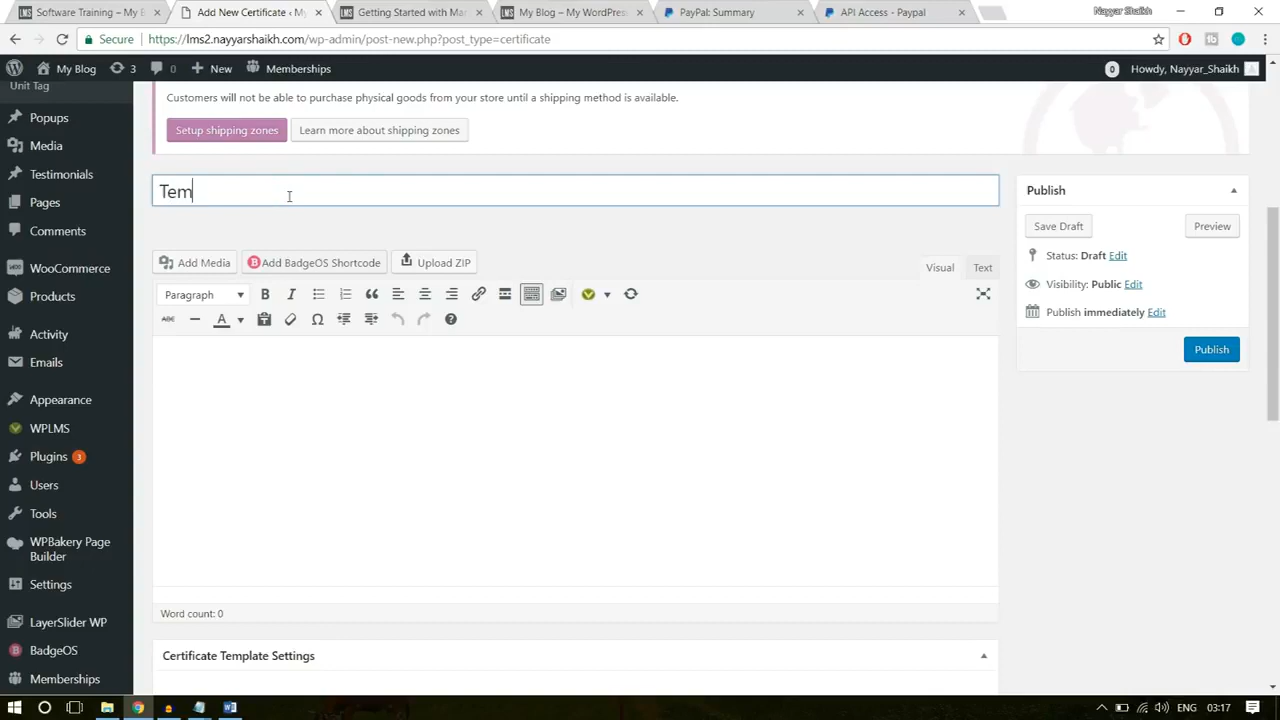 Software Training – My B
Add New Certificate ‹ My
Getting Started with Mar
My Blog – My WordPress
PayPal: Summary
API Access - Paypal
Nayyar Shaikh
Secure
https://lms2.nayyarshaikh.com/wp-admin/post-new.php?post_type=certificate
My Blog
3
0
New
Memberships
0
Howdy, Nayyar_Shaikh
Unit Tag
Popups
Media
Testimonials
Pages
Comments
WooCommerce
Products
Activity
Emails
Appearance
WPLMS
Plugins 3
Users
Tools
WPBakery Page
Builder
Settings
LayerSlider WP
BadgeOS
Memberships
Customers will not be able to purchase physical goods from your store until a shipping method is available.
Setup shipping zones
Learn more about shipping zones
Tem
Add Media
Add BadgeOS Shortcode
Upload ZIP
Visual
Text
Paragraph
Word count: 0
Certificate Template Settings
Publish
Save Draft
Preview
Status: Draft Edit
Visibility: Public Edit
Publish immediately Edit
Publish
ENG
03:17